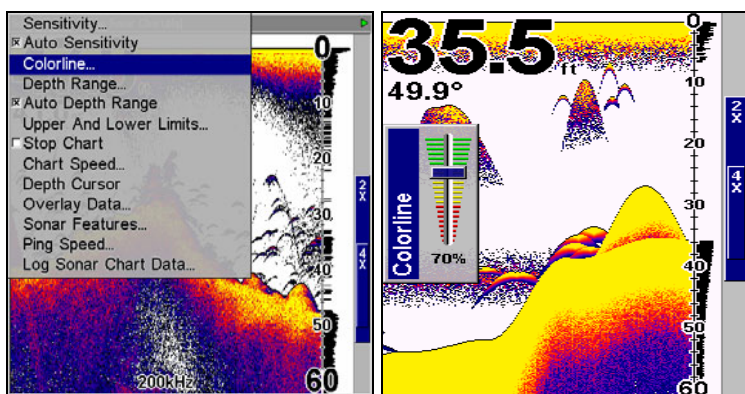 Sensitivity...
Auto Sensitivity
Colorline...
Depth Range...
Auto Depth Range
Upper And Lower Limits...
Stop Chart
Chart Speed...
Depth Cursor
Overlay Data...
Sonar Features...
Ping Speed...
Log Sonar Chart Data...
0
10
20
30
40
50
60
2X
4X
200kHz
35.5
ft
49.9°
Colorline
70%
0
10
20
30
40
50
60
2X
4X